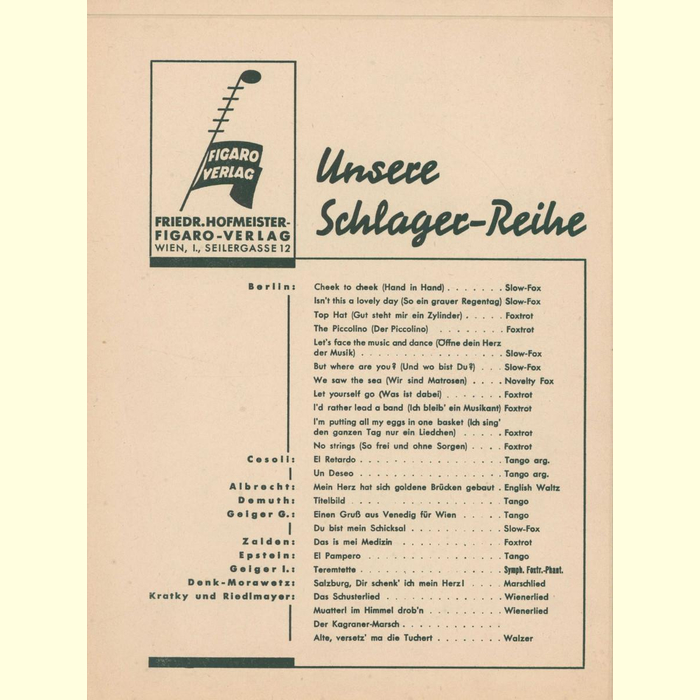 FIGARO
VERLAG
FRIEDR.HOFMEISTER-
FIGARO-VERLAG
WIEN, I., SEILERGASSE 12
Unsere
Schlager-Reihe
Berlin: Cheek to cheek (Hand in Hand) . . . . . . . Slow-Fox
Isn't this a lovely day (So ein grauer Regentag) Slow-Fox
Top Hat (Gut steht mir ein Zylinder) . . . . . Foxtrot
The Piccolino (Der Piccolino) . . . . . . . . Foxtrot
Let's face the music and dance (Öffne dein Herz
der Musik) . . . . . . . . . . . . . . . . . . Slow-Fox
But where are you? (Und wo bist Du?) . . . Slow-Fox
We saw the sea (Wir sind Matrosen) . . . . Novelty Fox
Let yourself go (Was ist dabei) . . . . . . . Foxtrot
I'd rather lead a band (Ich bleib' ein Musikant) Foxtrot
I'm putting all my eggs in one basket (Ich sing'
den ganzen Tag nur ein Liedchen) . . . . . . Foxtrot
No strings (So frei und ohne Sorgen) . . . . Foxtrot
Cesoli: El Retardo . . . . . . . . . . . . . . . . . . Tango arg.
Un Deseo . . . . . . . . . . . . . . . . . . . Tango arg.
Albrecht: Mein Herz hat sich goldene Brücken gebaut . English Waltz
Demuth: Titelbild . . . . . . . . . . . . . . . . . . . Tango
Geiger G.: Einen Gruß aus Venedig für Wien . . . . . Tango
Du bist mein Schicksal . . . . . . . . . . . . Slow-Fox
Zaiden: Das is mei Medizin . . . . . . . . . . . . . Foxtrot
Epstein: El Pampero . . . . . . . . . . . . . . . . . . Tango
Geiger I.: Teremtette . . . . . . . . . . . . . . . . . . Symph. Foxtr.-Phant.
Denk-Morawetz: Salzburg, Dir schenk' ich mein Herz! . . . . Marschlied
Kratky und Riedlmayer: Das Schusterlied . . . . . . . . . . . . . . . Wienerlied
Muatterl im Himmel drob'n . . . . . . . . . Wienerlied
Der Kagraner-Marsch . . . . . . . . . . . . .
Alte, versetz' ma die Tuchert . . . . . . . . Walzer